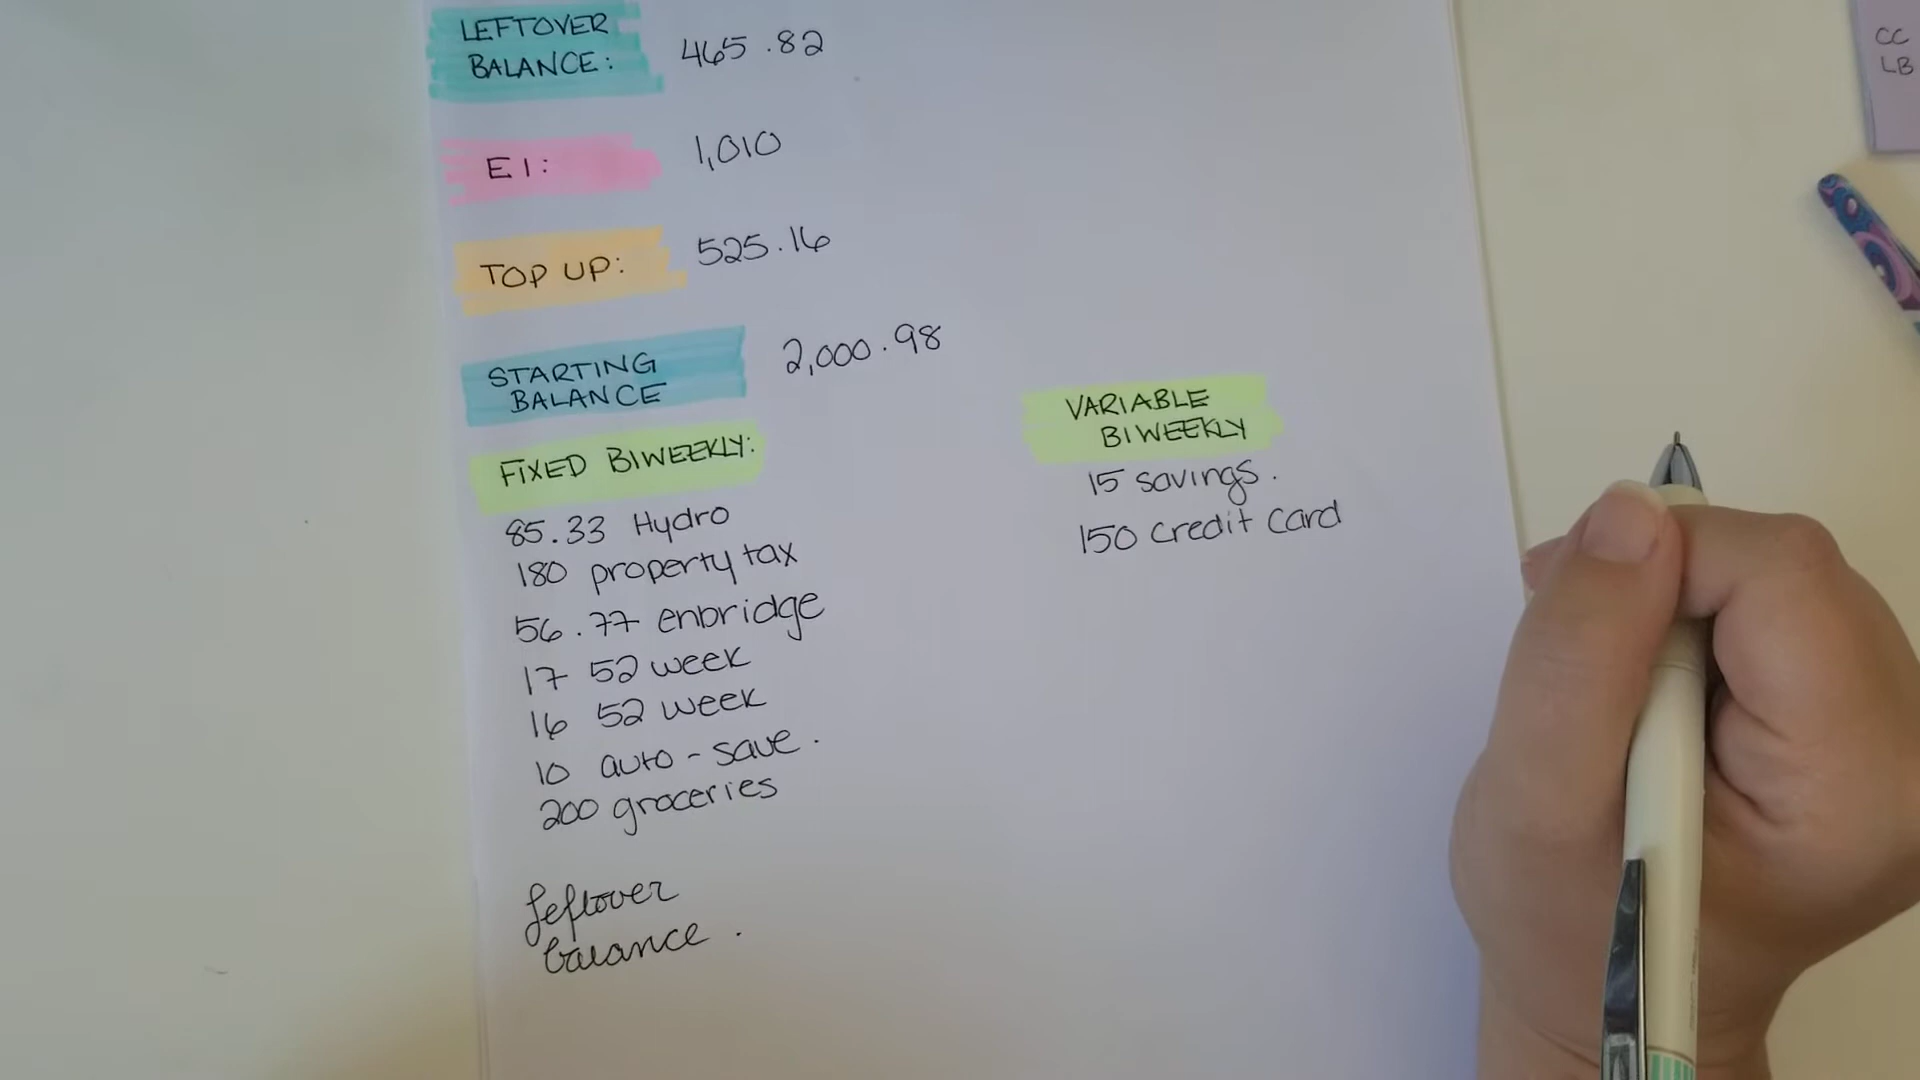 LEFTOVER
BALANCE: 465.82
EI: 1,010
TOP UP: 525.16
STARTING
BALANCE 2,000.98
FIXED BIWEEKLY:
85.33 Hydro
180 property tax
56.77 enbridge
17 52 week
16 52 week
10 auto-save.
200 groceries
leftover
balance.
VARIABLE
BIWEEKLY
15 savings.
150 credit card
CC
LB